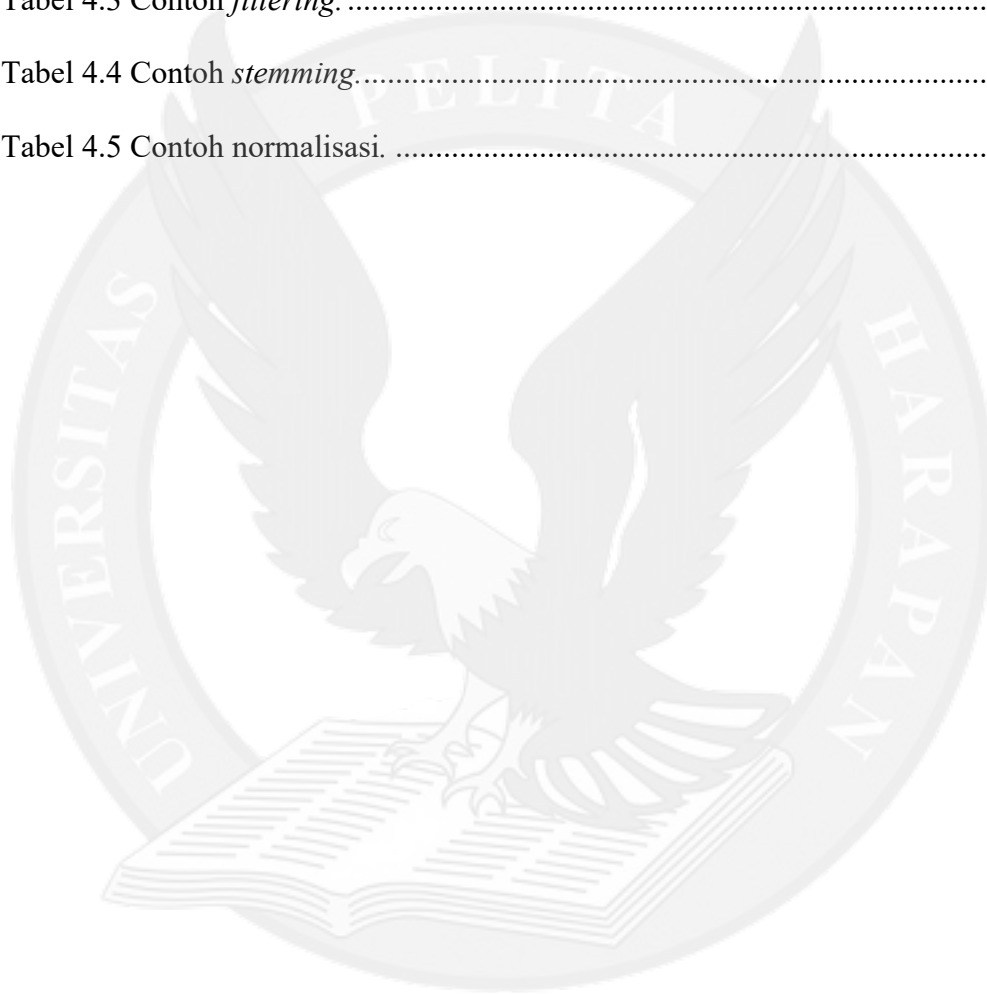 Tabel 4.3 Contoh filtering. ........................................................................................
Tabel 4.4 Contoh stemming.......................................................................................
Tabel 4.5 Contoh normalisasi. ..................................................................................
UNIVERSITAS PELITA HARAPAN